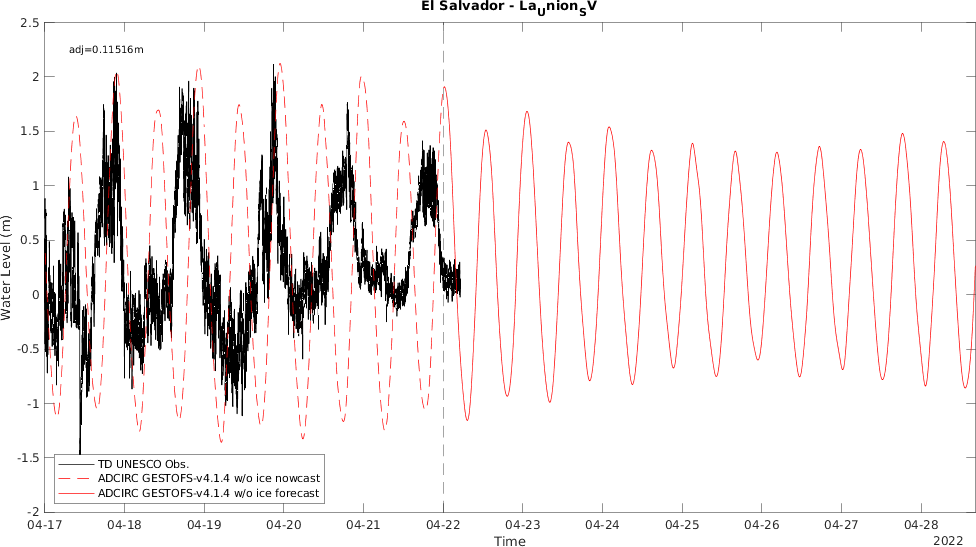 El Salvador - LaUnionSV
2.5
adj=0.11516m
2
1.5
1
0.5
0
-0.5
-1
-1.5
-2
Water Level (m)
TD UNESCO Obs.
ADCIRC GESTOFS-v4.1.4 w/o ice nowcast
ADCIRC GESTOFS-v4.1.4 w/o ice forecast
04-17 04-18 04-19 04-20 04-21 04-22 04-23 04-24 04-25 04-26 04-27 04-28
Time
2022